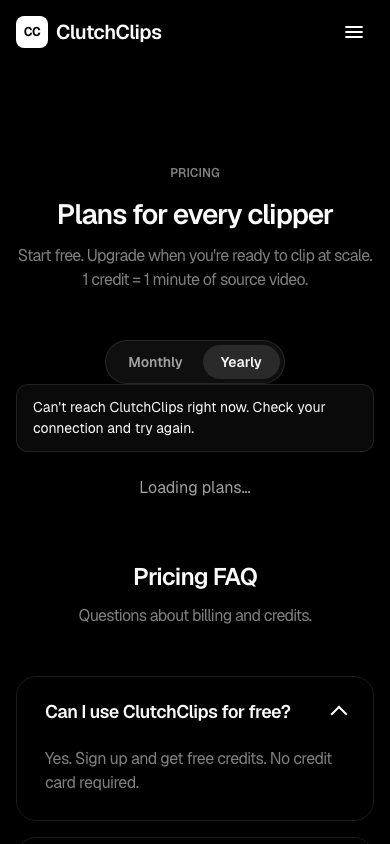 CC ClutchClips
PRICING
Plans for every clipper
Start free. Upgrade when you're ready to clip at scale.
1 credit = 1 minute of source video.
Monthly Yearly
Can't reach ClutchClips right now. Check your
connection and try again.
Loading plans...
Pricing FAQ
Questions about billing and credits.
Can I use ClutchClips for free?
Yes. Sign up and get free credits. No credit
card required.